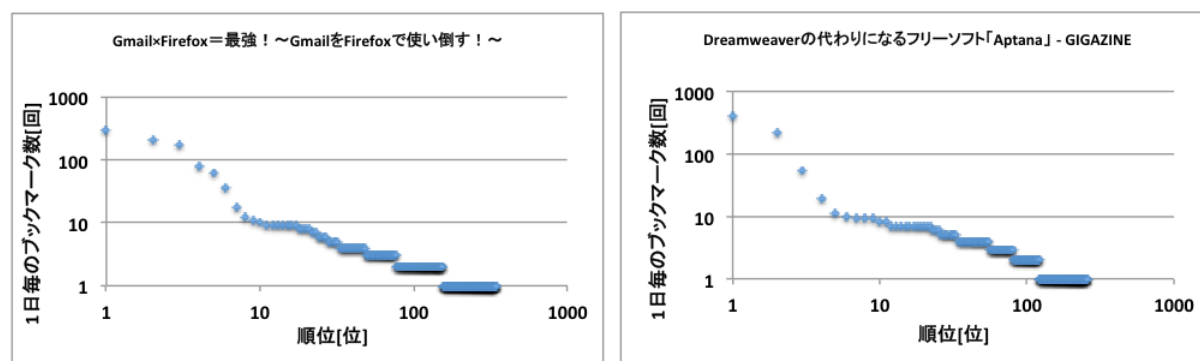 Gmail×Firefox＝最強！～GmailをFirefoxで使い倒す！～
1日毎のブックマーク数[回]
1000
100
10
1
1
10
100
1000
順位[位]
Dreamweaverの代わりになるフリーソフト「Aptana」 - GIGAZINE
1日毎のブックマーク数[回]
1000
100
10
1
1
10
100
1000
順位[位]